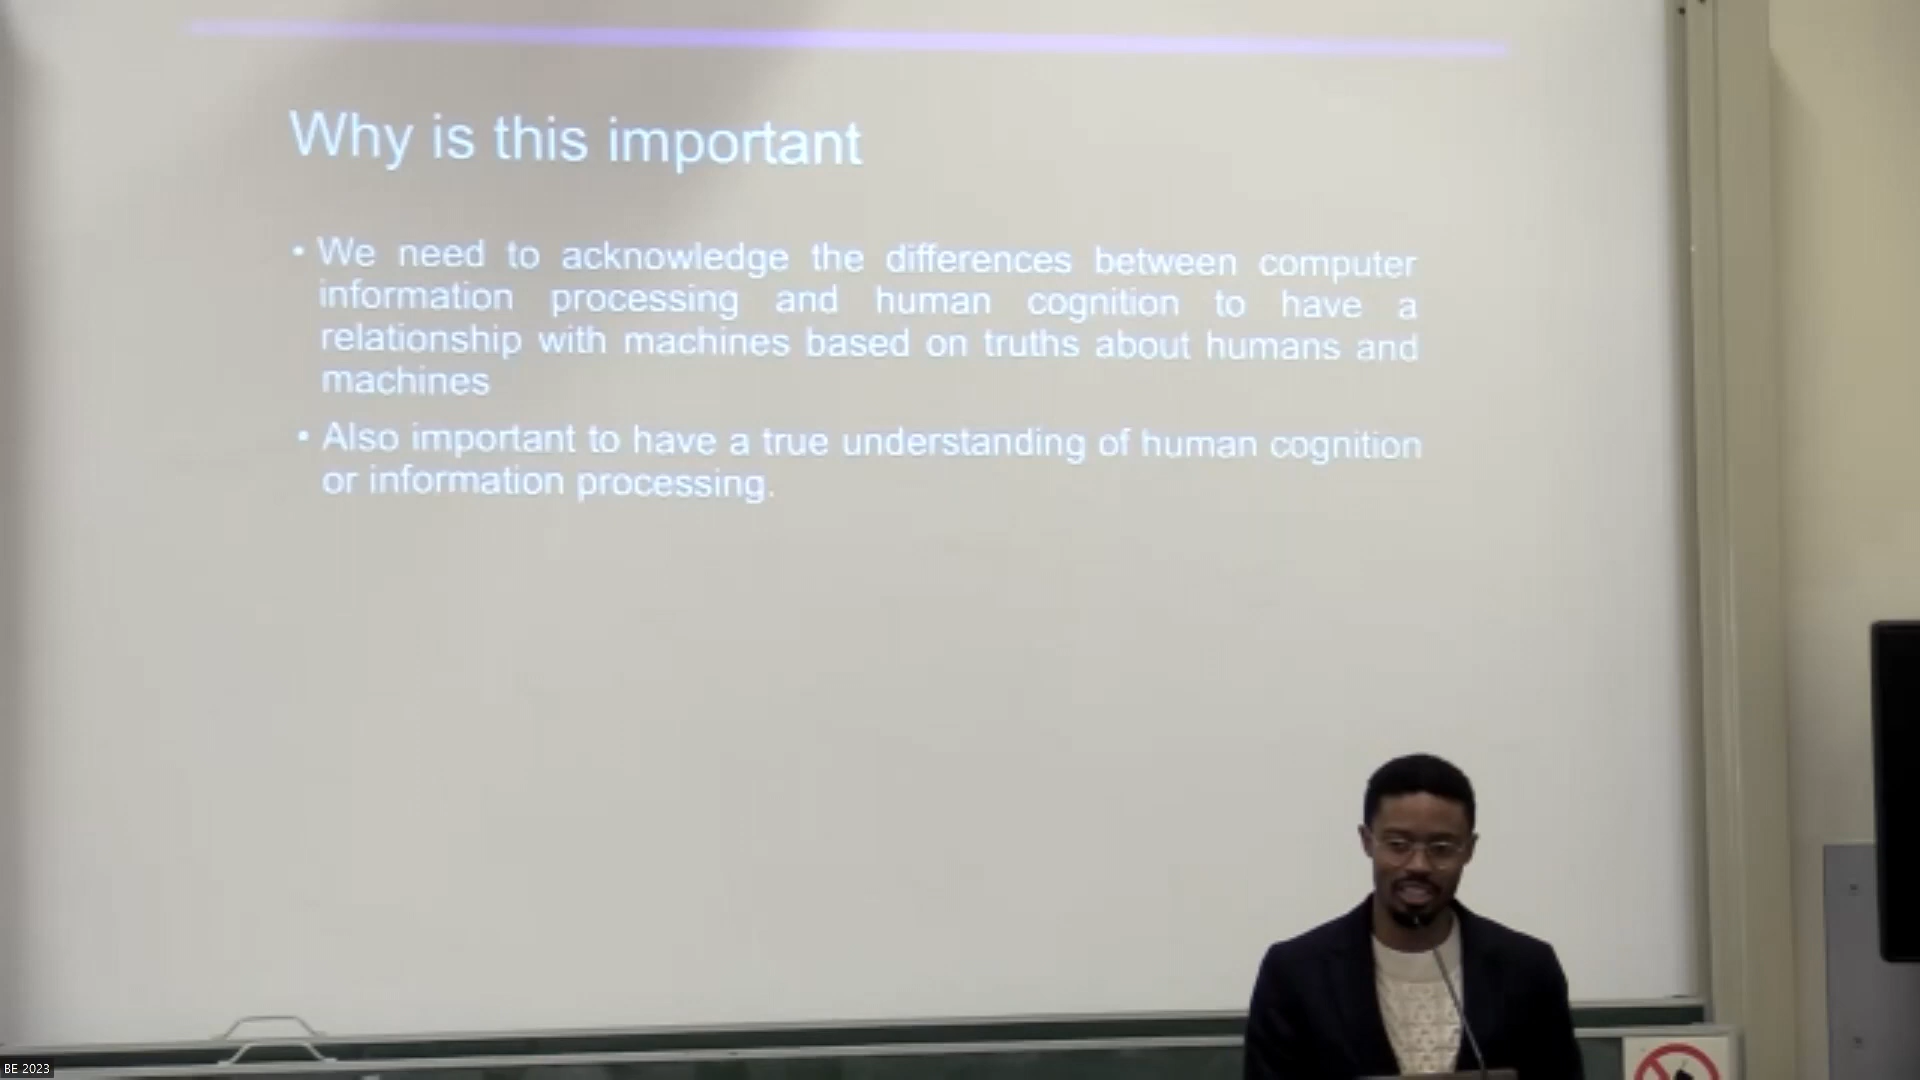 Why is this important
• We need to acknowledge the differences between computer
information processing and human cognition to have a
relationship with machines based on truths about humans and
machines
• Also important to have a true understanding of human cognition
or information processing.
BE 2023